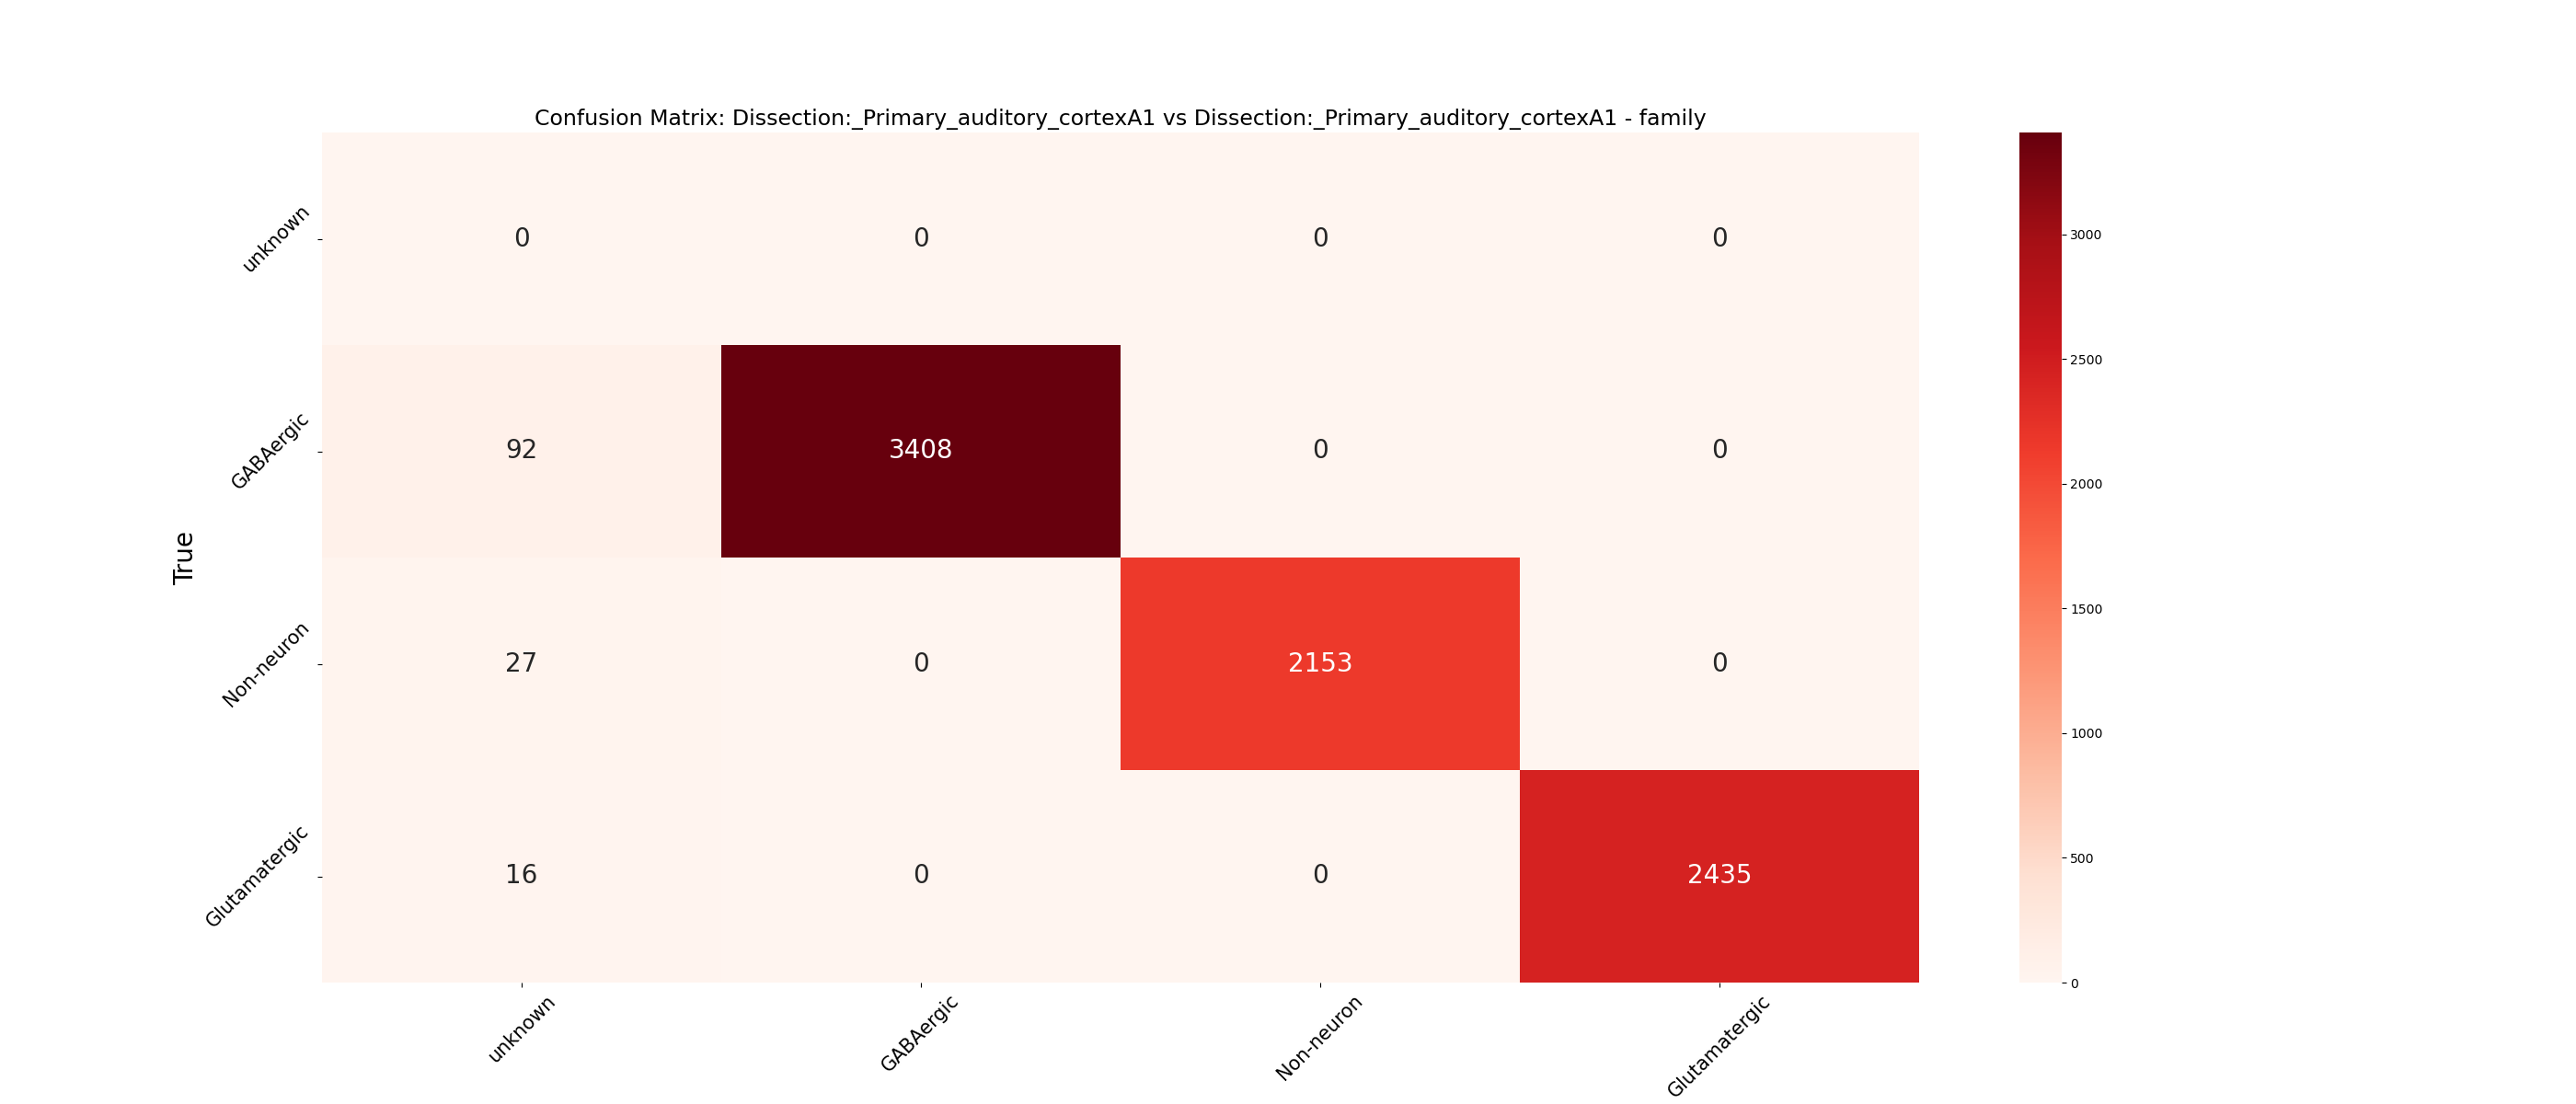 Confusion Matrix: Dissection:_Primary_auditory_cortexA1 vs Dissection:_Primary_auditory_cortexA1 - family
True
unknown
0 0 0 0
GABAergic
92 3408 0 0
Non-neuron
27 0 2153 0
Glutamatergic
16 0 0 2435
unknown GABAergic Non-neuron Glutamatergic
3000
2500
2000
1500
1000
500
0